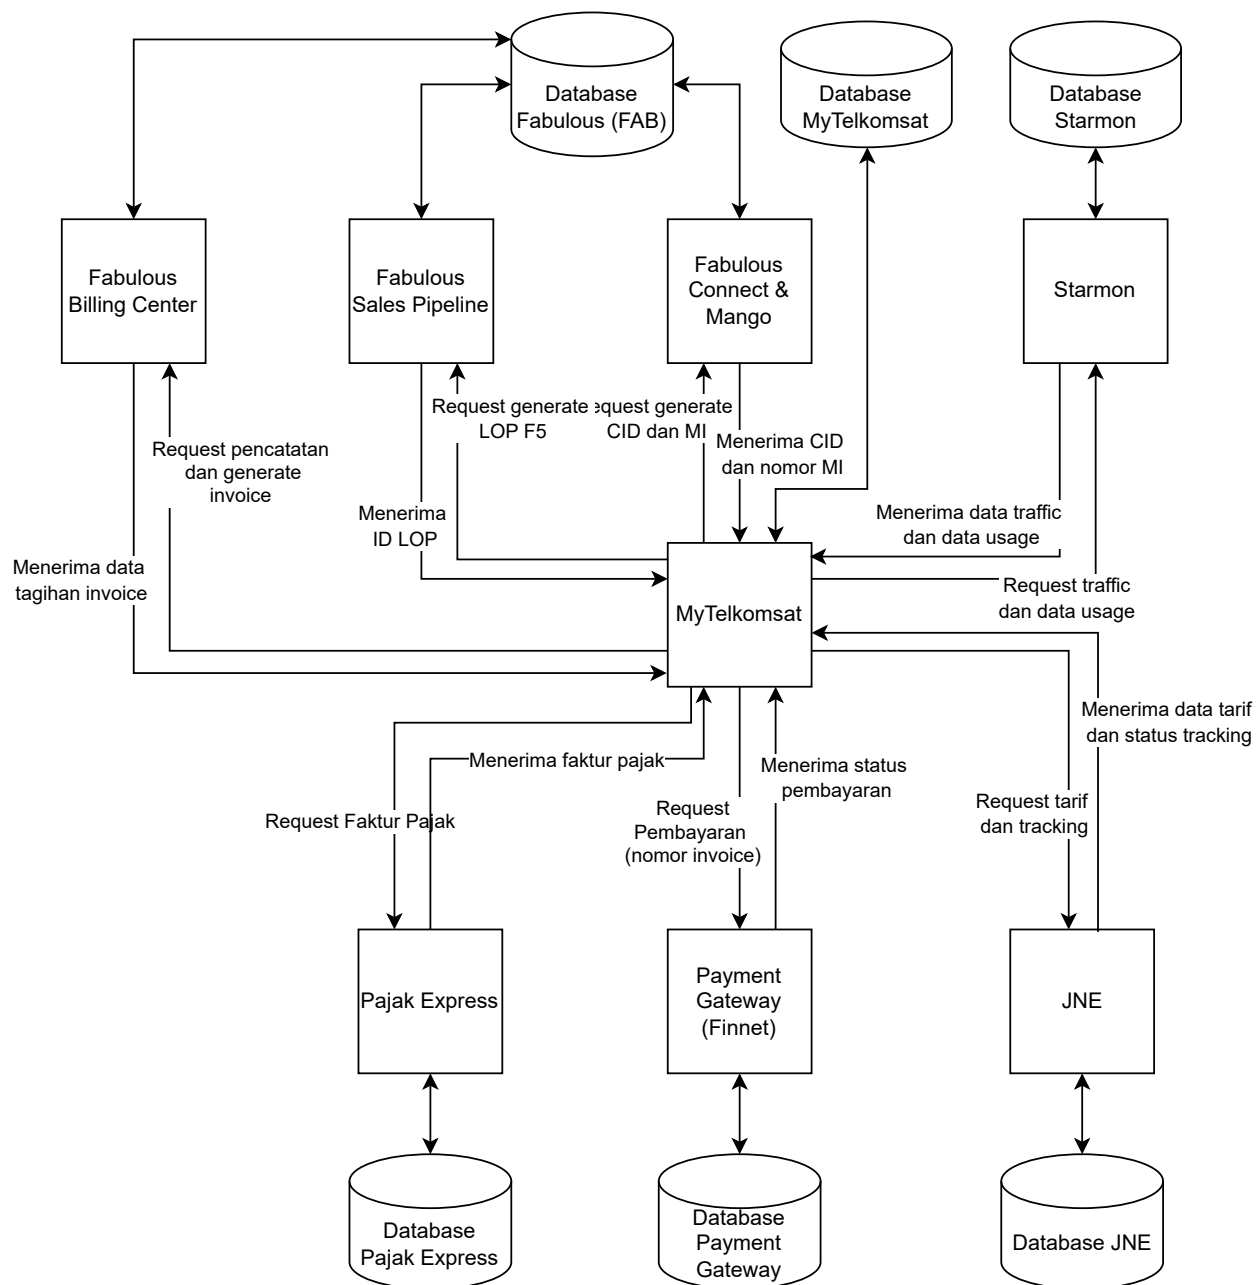 Database
Fabulous (FAB)
Database
MyTelkomsat
Database
Starmon
Fabulous
Billing Center
Fabulous
Sales Pipeline
Fabulous
Connect &
Mango
Starmon
Request generate
LOP F5
equest generate
CID dan MI
Menerima CID
dan nomor MI
Request pencatatan
dan generate
invoice
Menerima
ID LOP
Menerima data traffic
dan data usage
Menerima data
tagihan invoice
MyTelkomsat
Request traffic
dan data usage
Menerima data tarif
dan status tracking
Menerima faktur pajak
Menerima status
pembayaran
Request Faktur Pajak
Request
Pembayaran
(nomor invoice)
Request tarif
dan tracking
Pajak Express
Payment
Gateway
(Finnet)
JNE
Database
Pajak Express
Database
Payment
Gateway
Database JNE